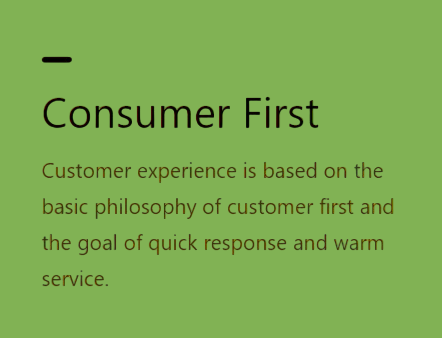 Consumer First
Customer experience is based on the
basic philosophy of customer first and
the goal of quick response and warm
service.